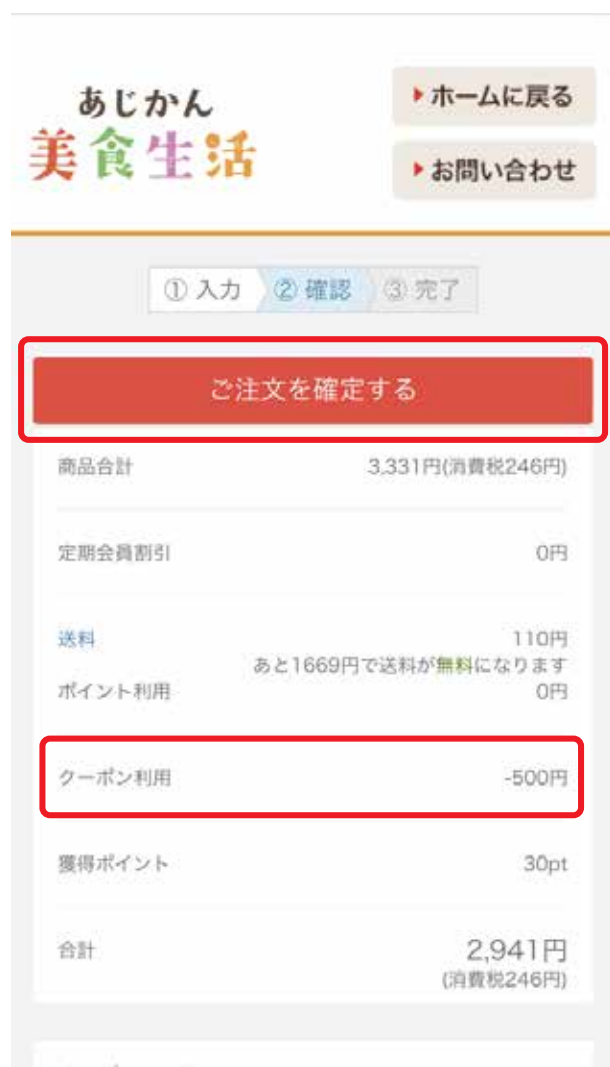 あじかん
美食生活
ホームに戻る
お問い合わせ
① 入力 ② 確認 ③ 完了
ご注文を確定する
商品合計 3,331円(消費税246円)
定期会員割引 0円
送料 110円
あと1669円で送料が無料になります
ポイント利用 0円
クーポン利用 -500円
獲得ポイント 30pt
合計 2,941円
(消費税246円)